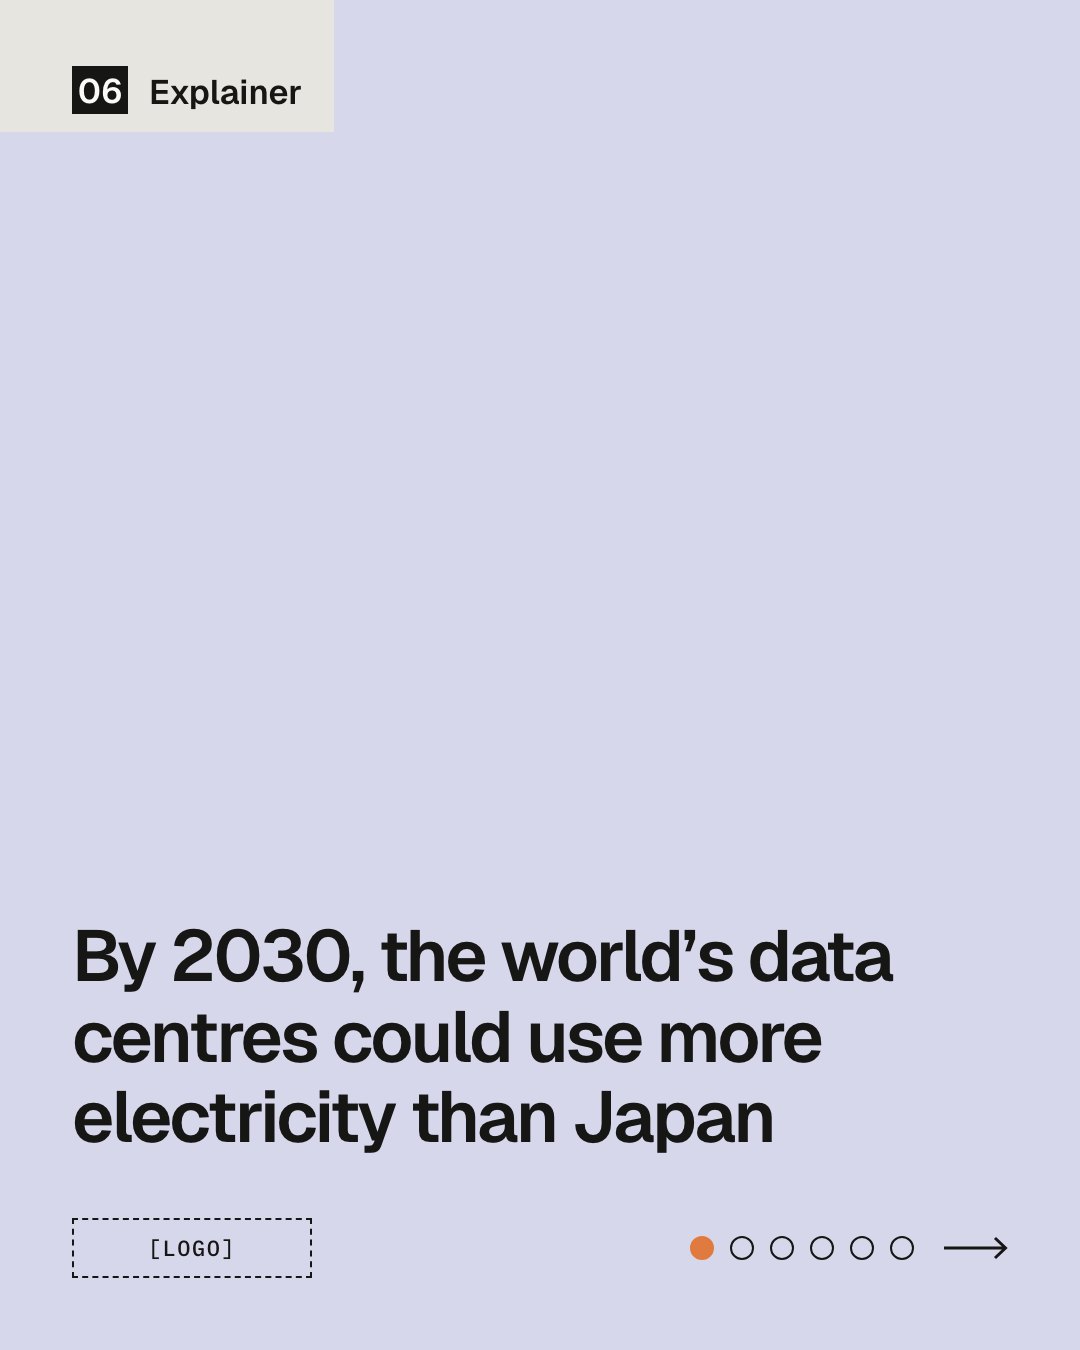 06 Explainer
By 2030, the world’s data
centres could use more
electricity than Japan
[LOGO]